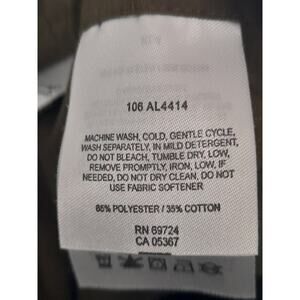 106 AL4414
MACHINE WASH, COLD, GENTLE CYCLE,
WASH SEPARATELY, IN MILD DETERGENT,
DO NOT BLEACH, TUMBLE DRY, LOW,
REMOVE PROMPTLY, IRON, LOW, IF
NEEDED, DO NOT DRY CLEAN, DO NOT
USE FABRIC SOFTENER
65% POLYESTER / 35% COTTON
RN 69724
CA 05367